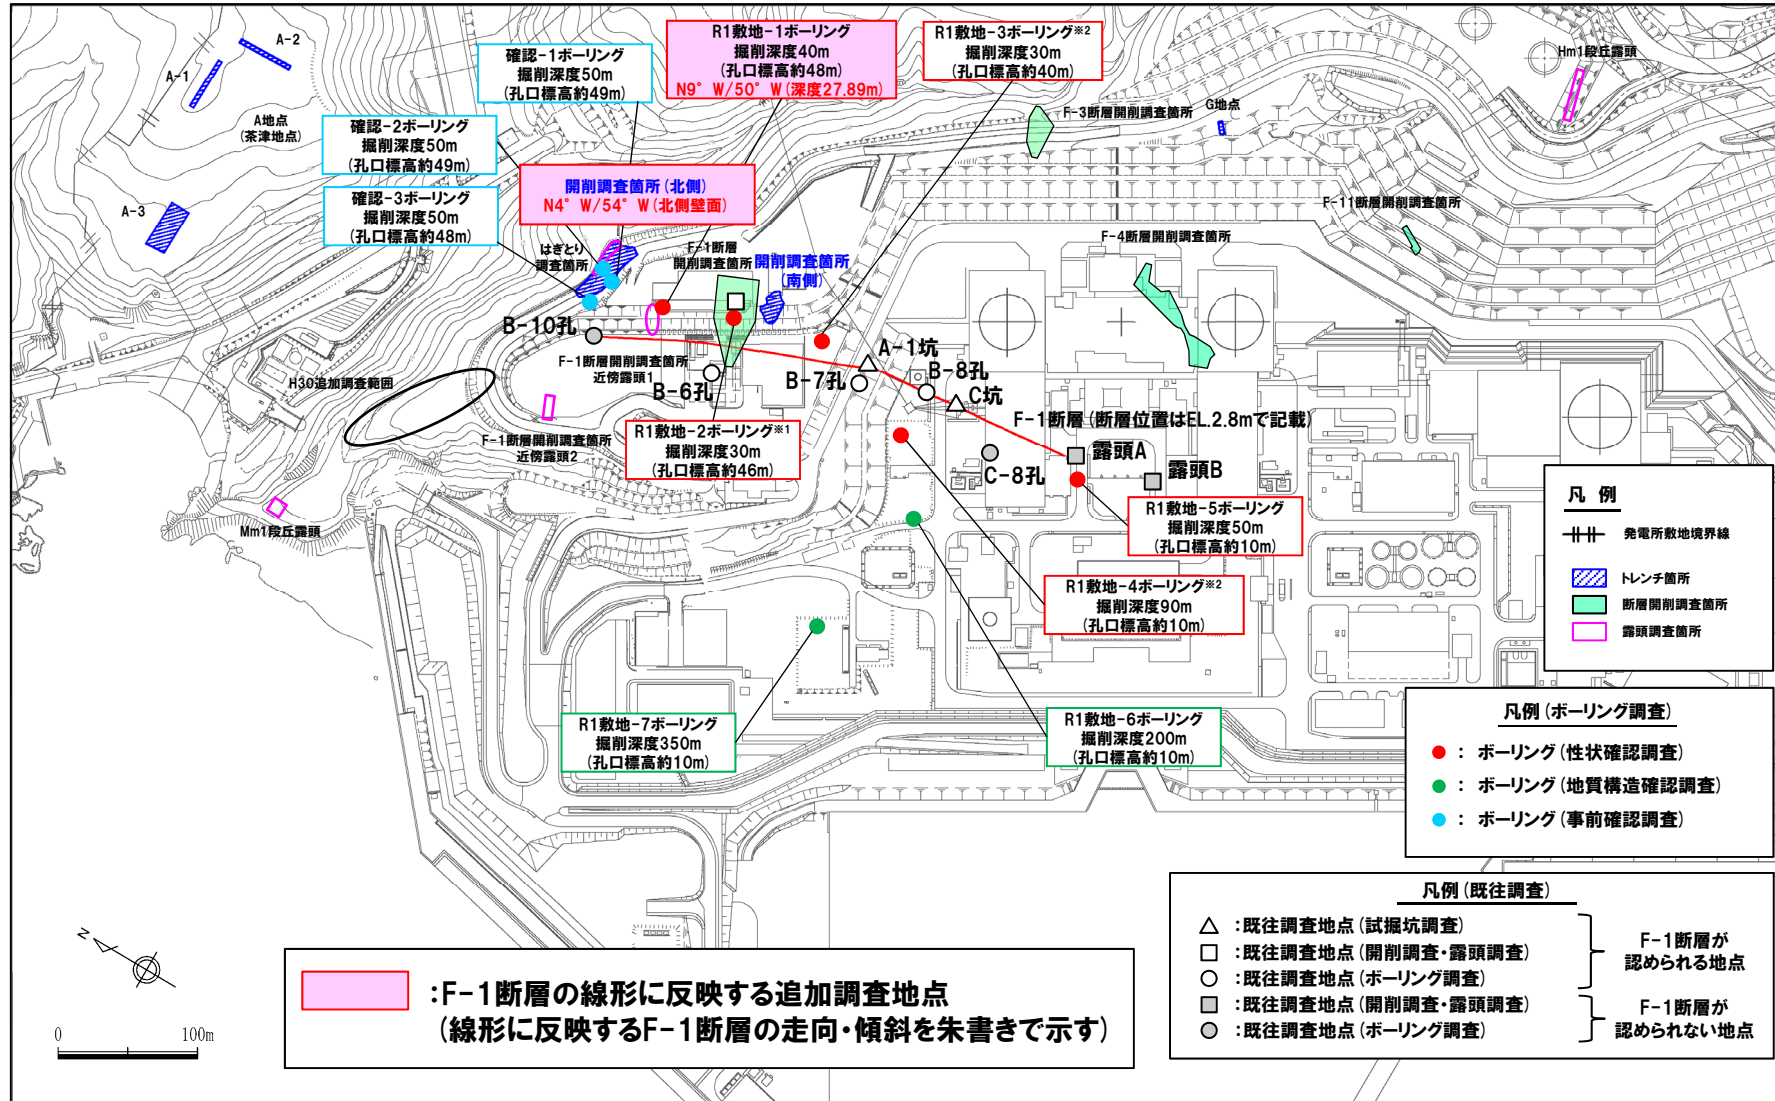 A-2
A-1
A地点
(茶津地点)
A-3
確認-1ボーリング
掘削深度50m
(孔口標高約49m)
確認-2ボーリング
掘削深度50m
(孔口標高約49m)
確認-3ボーリング
掘削深度50m
(孔口標高約48m)
R1敷地-1ボーリング
掘削深度40m
(孔口標高約48m)
N9°W/50°W(深度27.89m)
R1敷地-3ボーリング※2
掘削深度30m
(孔口標高約40m)
開削調査箇所(北側)
N4°W/54°W(北側壁面)
Hm1段丘露頭
F-3断層開削調査箇所
G地点
F-11断層開削調査箇所
F-4断層開削調査箇所
はぎとり
調査箇所
F-1断層
開削調査箇所
開削調査箇所
(南側)
B-10孔
F-1断層開削調査箇所
近傍露頭1
B-6孔
B-7孔
A-1坑
B-8孔
C坑
F-1断層(断層位置はEL.2.8mで記載)
H30追加調査範囲
F-1断層開削調査箇所
近傍露頭2
R1敷地-2ボーリング※1
掘削深度30m
(孔口標高約46m)
C-8孔
露頭A
露頭B
Mm1段丘露頭
R1敷地-5ボーリング
掘削深度50m
(孔口標高約10m)
R1敷地-4ボーリング※2
掘削深度90m
(孔口標高約10m)
R1敷地-7ボーリング
掘削深度350m
(孔口標高約10m)
R1敷地-6ボーリング
掘削深度200m
(孔口標高約10m)
凡 例
発電所敷地境界線
トレンチ箇所
断層開削調査箇所
露頭調査箇所
凡例(ボーリング調査)
: ボーリング(性状確認調査)
: ボーリング(地質構造確認調査)
: ボーリング(事前確認調査)
凡例(既往調査)
:既往調査地点(試掘坑調査)
:既往調査地点(開削調査・露頭調査)
:既往調査地点(ボーリング調査)
:既往調査地点(開削調査・露頭調査)
:既往調査地点(ボーリング調査)
F-1断層が
認められる地点
F-1断層が
認められない地点
N
0 100m
:F-1断層の線形に反映する追加調査地点
(線形に反映するF-1断層の走向・傾斜を朱書きで示す)